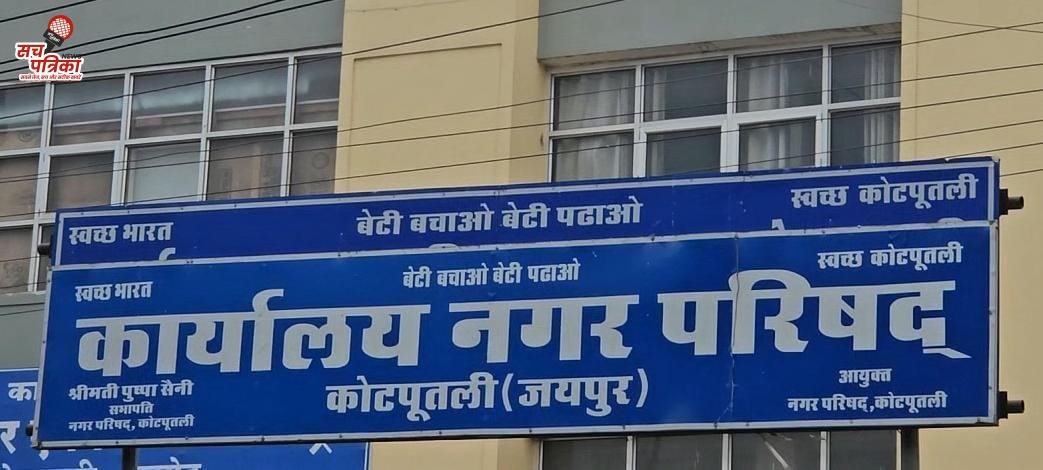 सच
पत्रिका
NEWS
स्वच्छ भारत
बेटी बचाओ बेटी पढाओ
स्वच्छ कोटपूतली
स्वच्छ भारत
बेटी बचाओ बेटी पढाओ
स्वच्छ कोटपूतली
कार्यालय नगर परिषद्
कोटपूतली (जयपुर)
श्रीमती पुष्पा सैनी
सभापति
नगर परिषद्, कोटपूतली
आयुक्त
नगर परिषद्, कोटपूतली